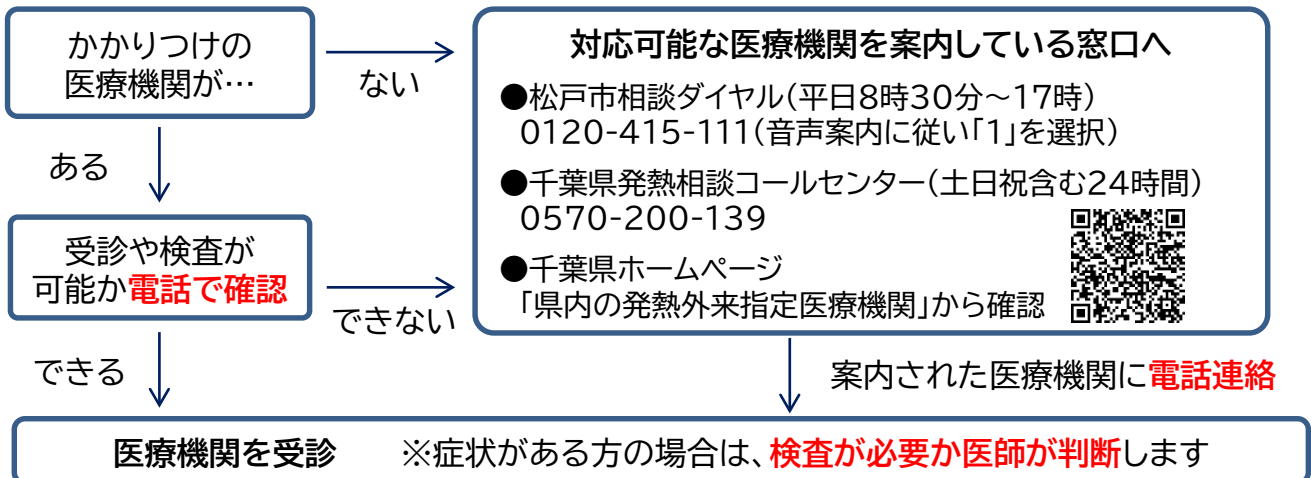 かかりつけの
医療機関が…
ない
対応可能な医療機関を案内している窓口へ
●松戸市相談ダイヤル(平日8時30分～17時)
0120-415-111(音声案内に従い「1」を選択)
●千葉県発熱相談コールセンター(土日祝含む24時間)
0570-200-139
●千葉県ホームページ
「県内の発熱外来指定医療機関」から確認
ある
受診や検査が
可能か電話で確認
できない
できる
案内された医療機関に電話連絡
医療機関を受診 ※症状がある方の場合は、検査が必要か医師が判断します